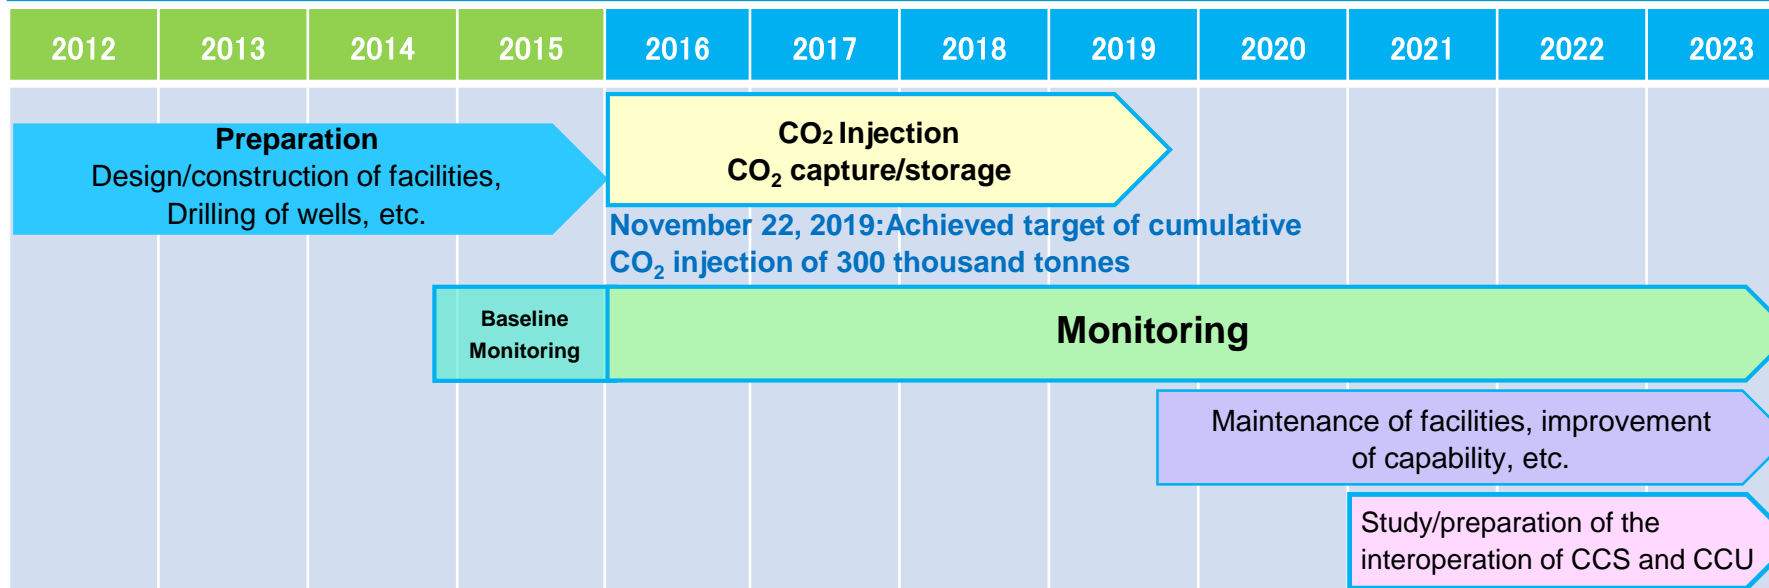 2012 2013 2014 2015 2016 2017 2018 2019 2020 2021 2022 2023
Preparation
Design/construction of facilities,
Drilling of wells, etc.
CO₂ Injection
CO₂ capture/storage
November 22, 2019:Achieved target of cumulative
CO₂ injection of 300 thousand tonnes
Baseline
Monitoring
Monitoring
Maintenance of facilities, improvement
of capability, etc.
Study/preparation of the
interoperation of CCS and CCU